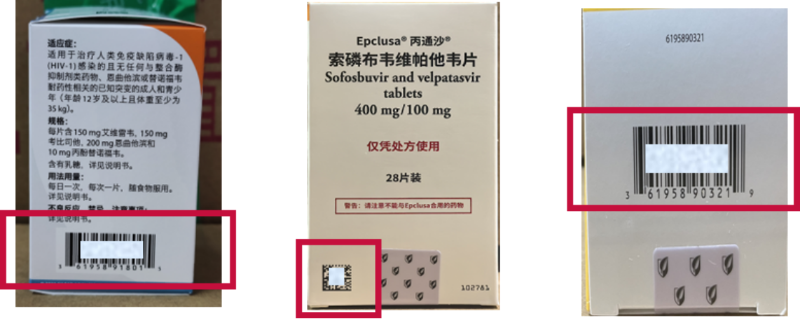 适应症：
适用于治疗人类免疫缺陷病毒-1
(HIV-1)感染的且无任何与整合酶
抑制剂类药物、恩曲他滨或替诺福韦
耐药性相关的已知突变的成人和青少
年（年龄12岁及以上且体重至少为
35 kg）。
规格：
每片含150 mg艾维雷韦，150 mg
考比司他，200 mg恩曲他滨和
10 mg丙酚替诺福韦。
含有乳糖，详见说明书。
用法用量：
每日一次，每次一片，随食物服用。
详见说明书。
不良反应、禁忌、注意事项：
详见说明书。
3 61958 91801 3
Epclusa® 丙通沙®
索磷布韦维帕他韦片
Sofosbuvir and velpatasvir
tablets
400 mg/100 mg
仅凭处方使用
28片装
警告：请注意不能与Epclusa合用的药物
102781
6195890321
3 61958 90321 9